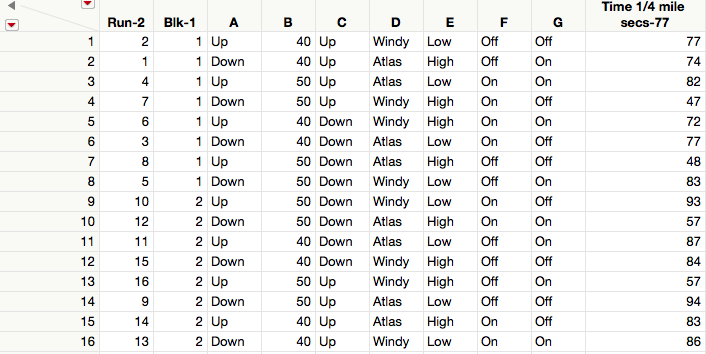 Time 1/4 mile
Run-2 Blk-1 A B C D E F G secs-77
1 2 1 Up 40 Up Windy Low Off Off 77
2 1 1 Down 40 Up Atlas High Off On 74
3 4 1 Up 50 Up Atlas Low On On 82
4 7 1 Down 50 Up Windy High On Off 47
5 6 1 Up 40 Down Windy High On On 72
6 3 1 Down 40 Down Atlas Low On Off 77
7 8 1 Up 50 Down Atlas High Off Off 48
8 5 1 Down 50 Down Windy Low Off On 83
9 10 2 Up 50 Down Windy Low On Off 93
10 12 2 Down 50 Down Atlas High On On 57
11 11 2 Up 40 Down Atlas Low Off On 87
12 15 2 Down 40 Down Windy High Off Off 84
13 16 2 Up 50 Up Windy High Off On 57
14 9 2 Down 50 Up Atlas Low Off Off 94
15 14 2 Up 40 Up Atlas High On Off 83
16 13 2 Down 40 Up Windy Low On On 86